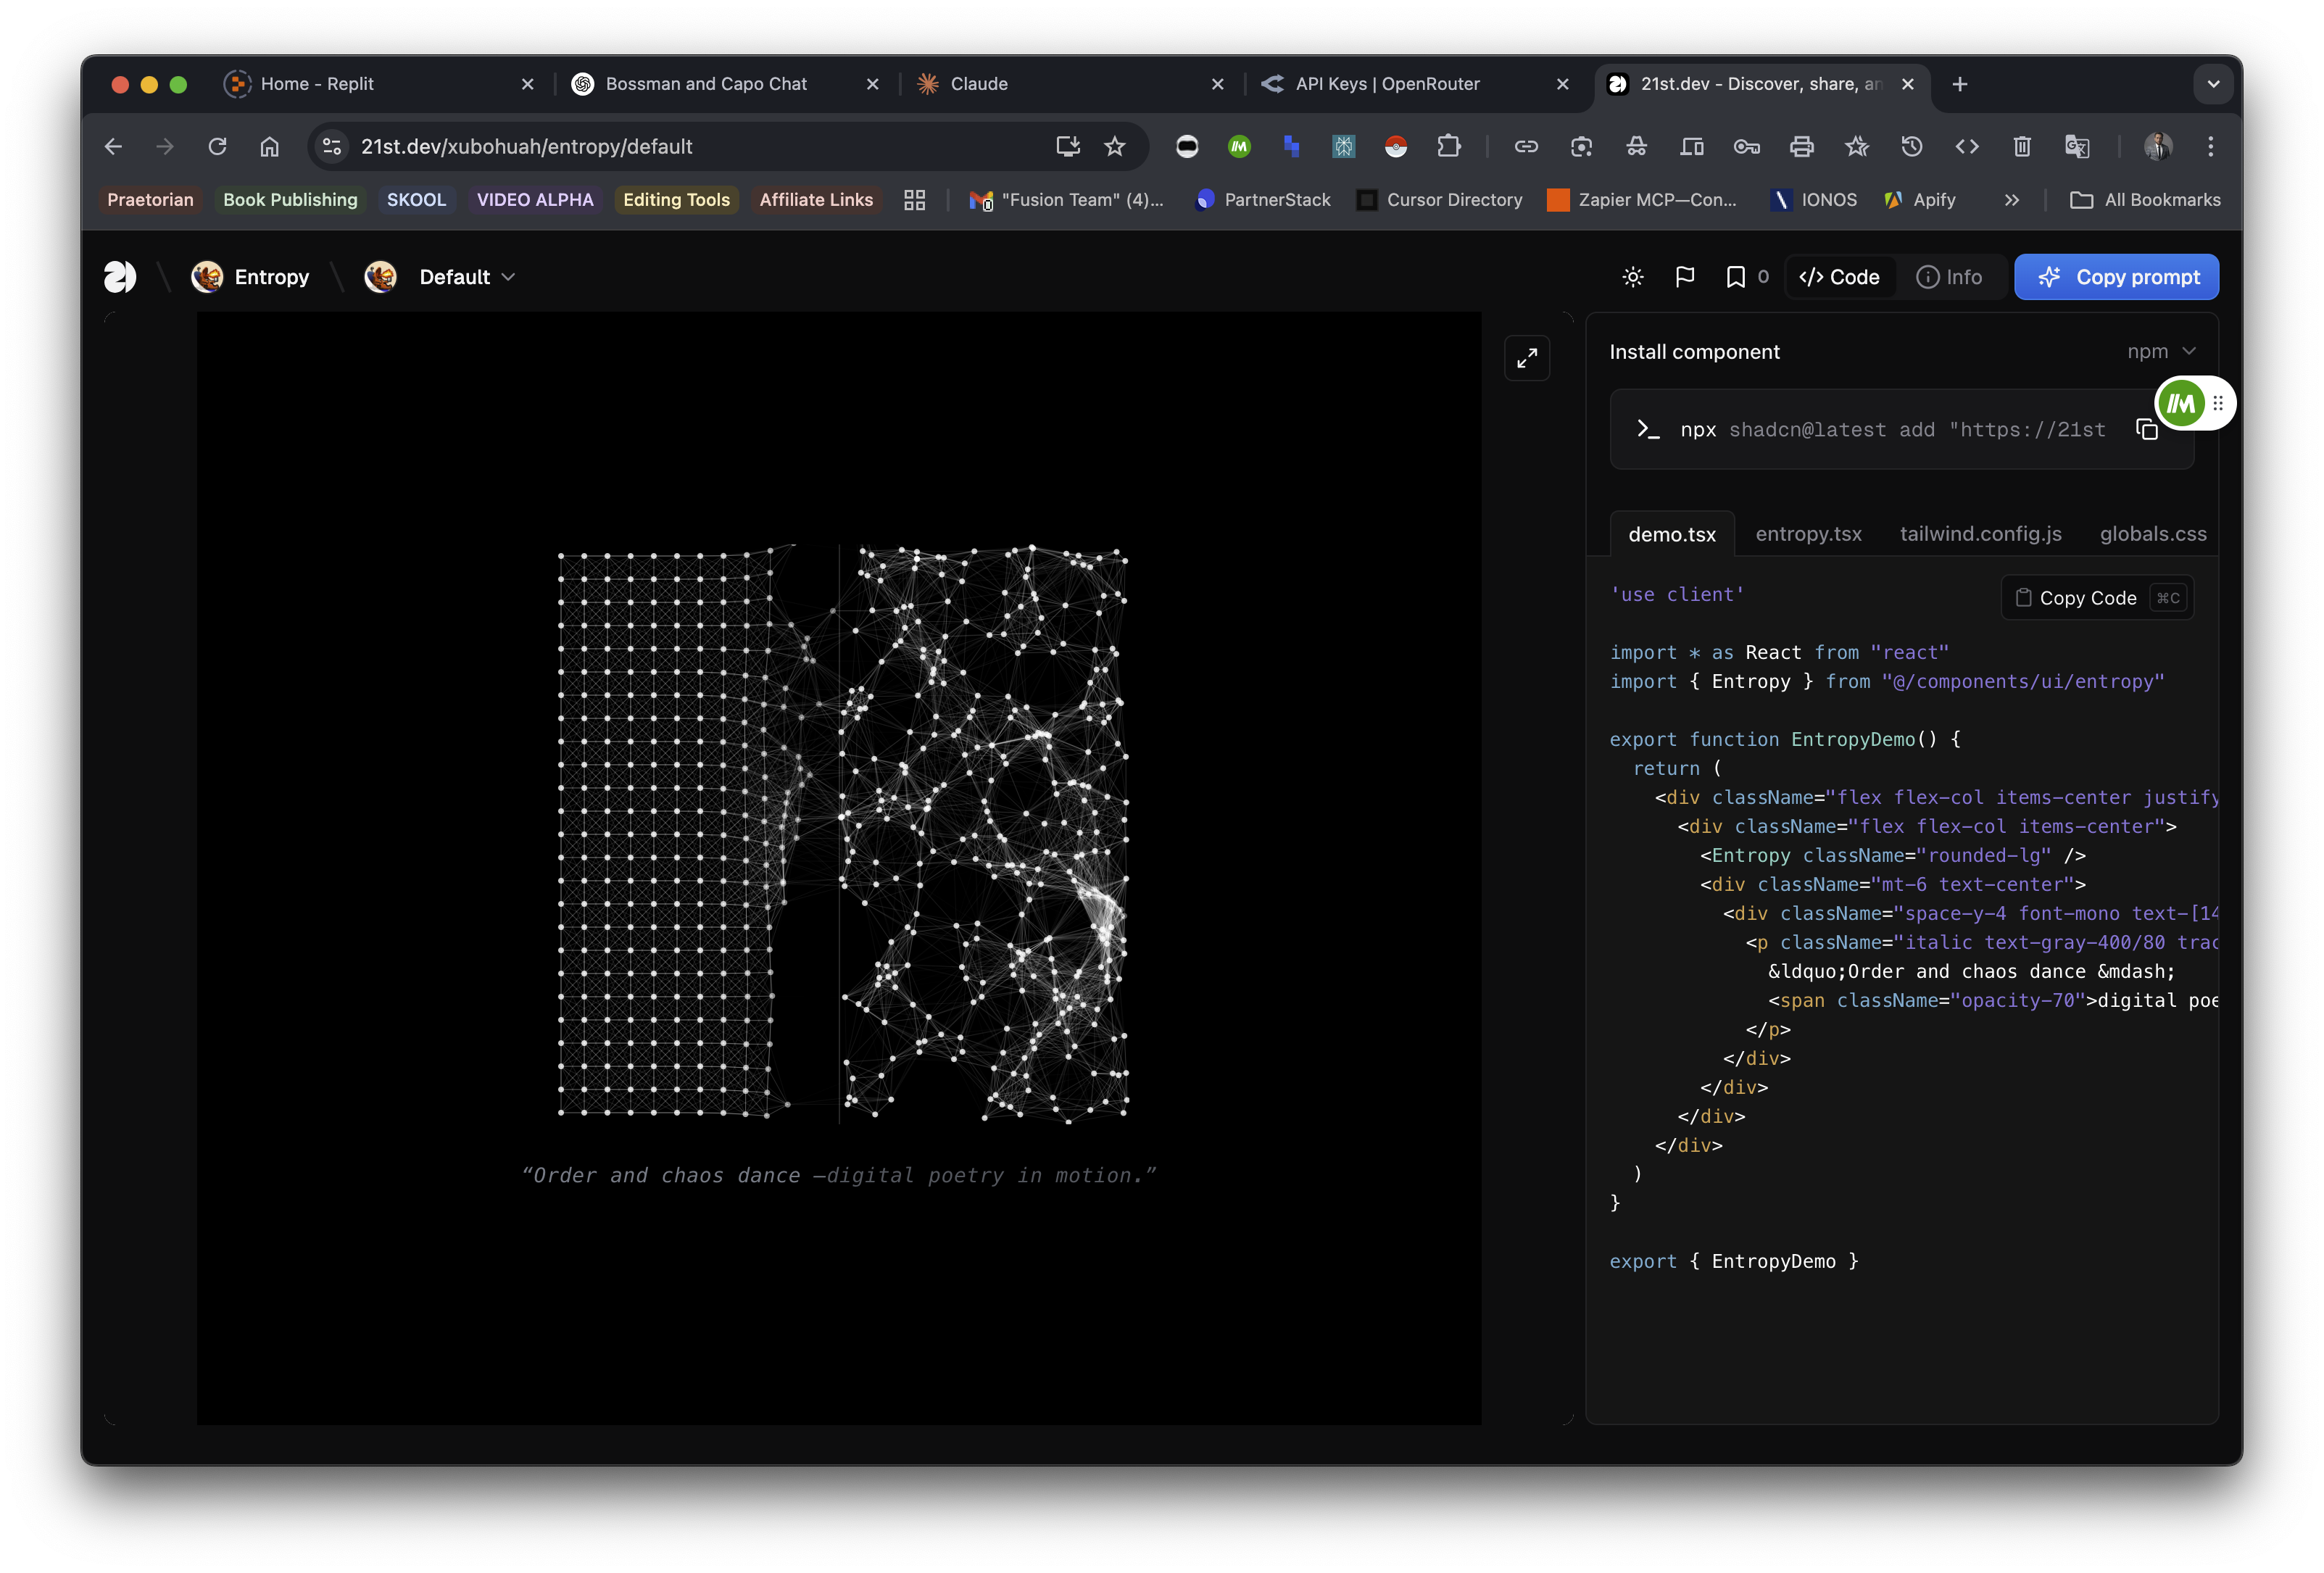 Home - Replit
Bossman and Capo Chat
Claude
API Keys | OpenRouter
21st.dev - Discover, share, an
21st.dev/xubohuah/entropy/default
Praetorian
Book Publishing
SKOOL
VIDEO ALPHA
Editing Tools
Affiliate Links
"Fusion Team" (4)...
PartnerStack
Cursor Directory
Zapier MCP—Con...
IONOS
Apify
All Bookmarks
Entropy
Default
0
</> Code
Info
Copy prompt
Install component
npm
npx shadcn@latest add "https://21st
demo.tsx
entropy.tsx
tailwind.config.js
globals.css
Copy Code ⌘C
'use client'
import * as React from "react"
import { Entropy } from "@/components/ui/entropy"
export function EntropyDemo() {
return (
<div className="flex flex-col items-center justify
<div className="flex flex-col items-center">
<Entropy className="rounded-lg" />
<div className="mt-6 text-center">
<div className="space-y-4 font-mono text-[14
<p className="italic text-gray-400/80 trac
&ldquo;Order and chaos dance &mdash;
<span className="opacity-70">digital poe
</p>
</div>
</div>
</div>
</div>
)
}
export { EntropyDemo }
“Order and chaos dance —digital poetry in motion.”